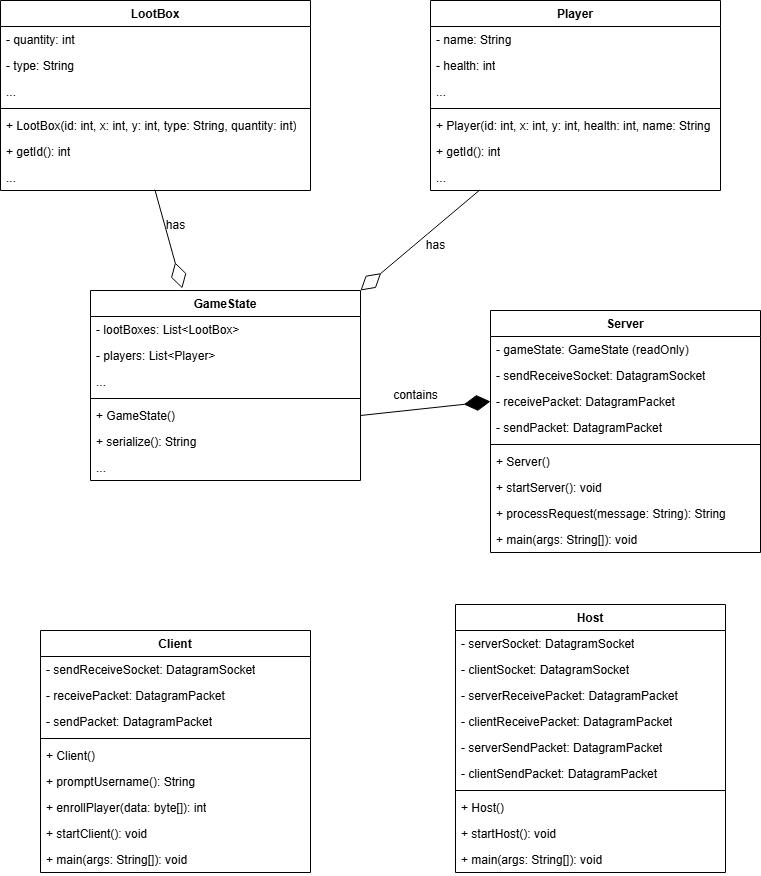 LootBox
- quantity: int
- type: String
...
+ LootBox(id: int, x: int, y: int, type: String, quantity: int)
+ getId(): int
...
Player
- name: String
- health: int
...
+ Player(id: int, x: int, y: int, health: int, name: String
+ getId(): int
...
has
has
GameState
- lootBoxes: List<LootBox>
- players: List<Player>
...
+ GameState()
+ serialize(): String
...
contains
Server
- gameState: GameState (readOnly)
- sendReceiveSocket: DatagramSocket
- receivePacket: DatagramPacket
- sendPacket: DatagramPacket
+ Server()
+ startServer(): void
+ processRequest(message: String): String
+ main(args: String[]): void
Client
- sendReceiveSocket: DatagramSocket
- receivePacket: DatagramPacket
- sendPacket: DatagramPacket
+ Client()
+ promptUsername(): String
+ enrollPlayer(data: byte[]): int
+ startClient(): void
+ main(args: String[]): void
Host
- serverSocket: DatagramSocket
- clientSocket: DatagramSocket
- serverReceivePacket: DatagramPacket
- clientReceivePacket: DatagramPacket
- serverSendPacket: DatagramPacket
- clientSendPacket: DatagramPacket
+ Host()
+ startHost(): void
+ main(args: String[]): void